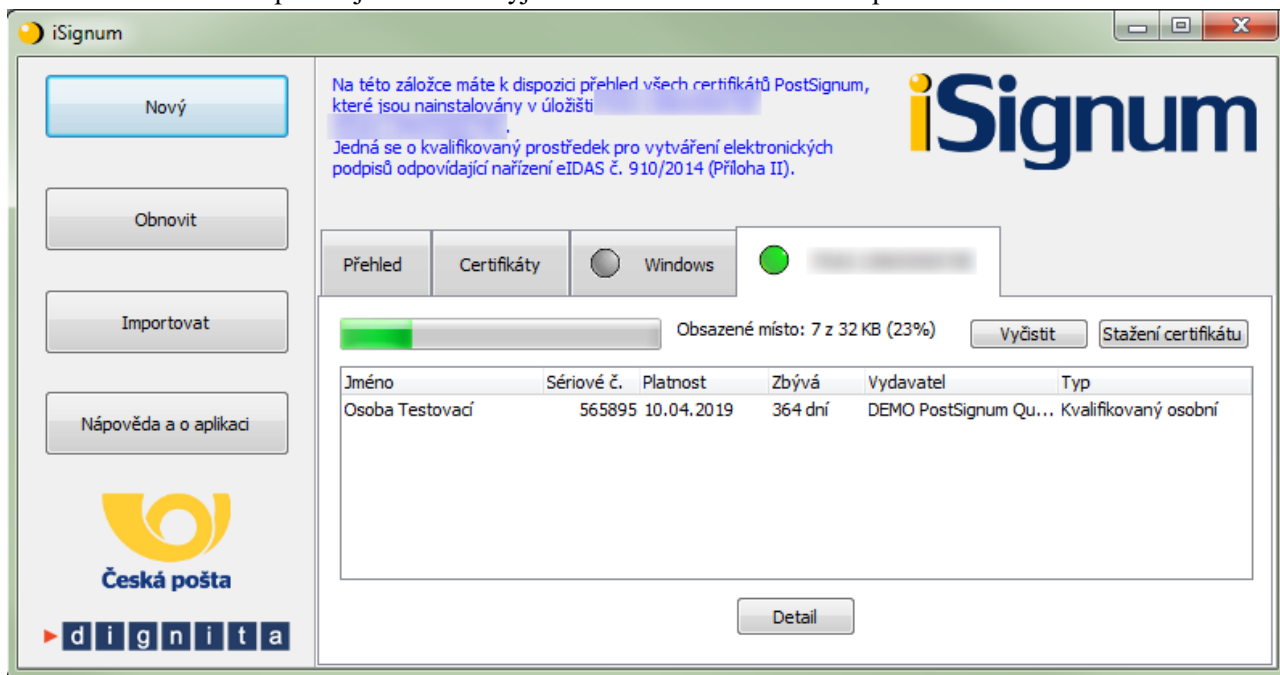 iSignum
Nový
Obnovit
Importovat
Nápověda a o aplikaci
Česká pošta
dignita
Na této záložce máte k dispozici přehled všech certifikátů PostSignum,
které jsou nainstalovány v úložišti
.
Jedná se o kvalifikovaný prostředek pro vytváření elektronických
podpisů odpovídající nařízení eIDAS č. 910/2014 (Příloha II).
iSignum
Přehled Certifikáty Windows
Obsazené místo: 7 z 32 KB (23%) Vyčistit Stažení certifikátu
Jméno Sériové č. Platnost Zbývá Vydavatel Typ
Osoba Testovací 565895 10.04.2019 364 dní DEMO PostSignum Qu... Kvalifikovaný osobní
Detail